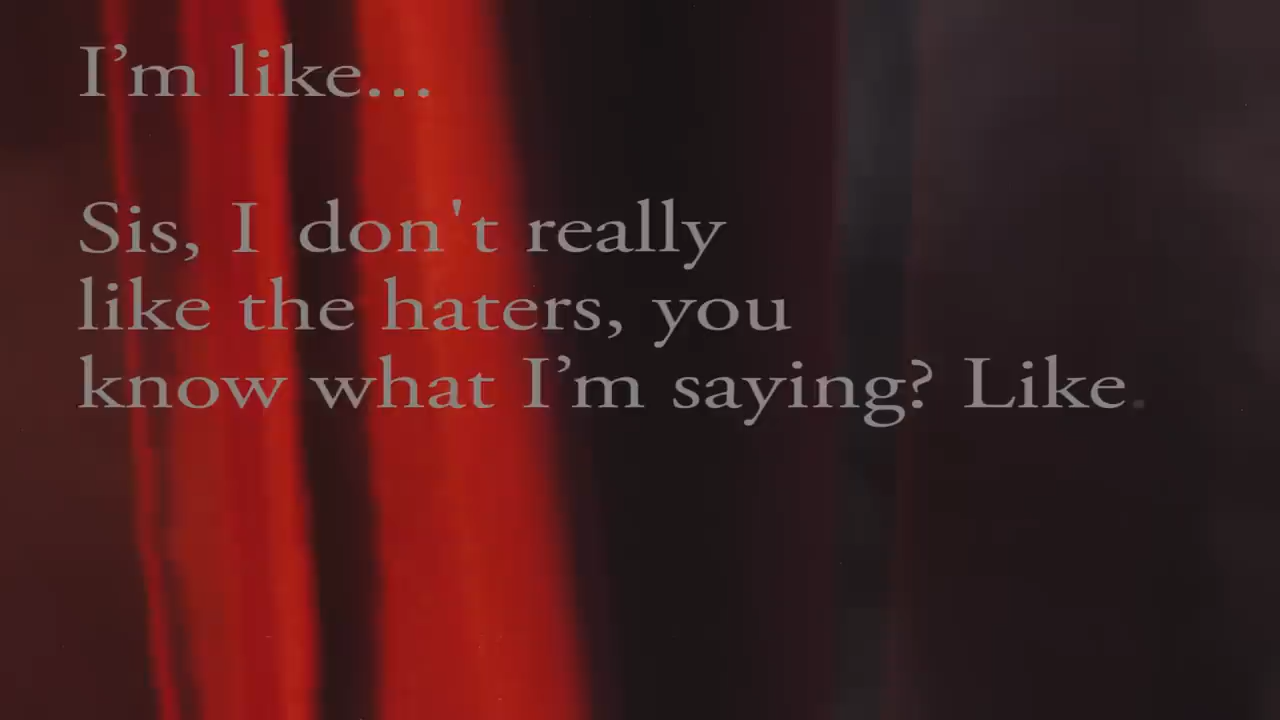 I’m like...
Sis, I don't really
like the haters, you
know what I’m saying? Like.